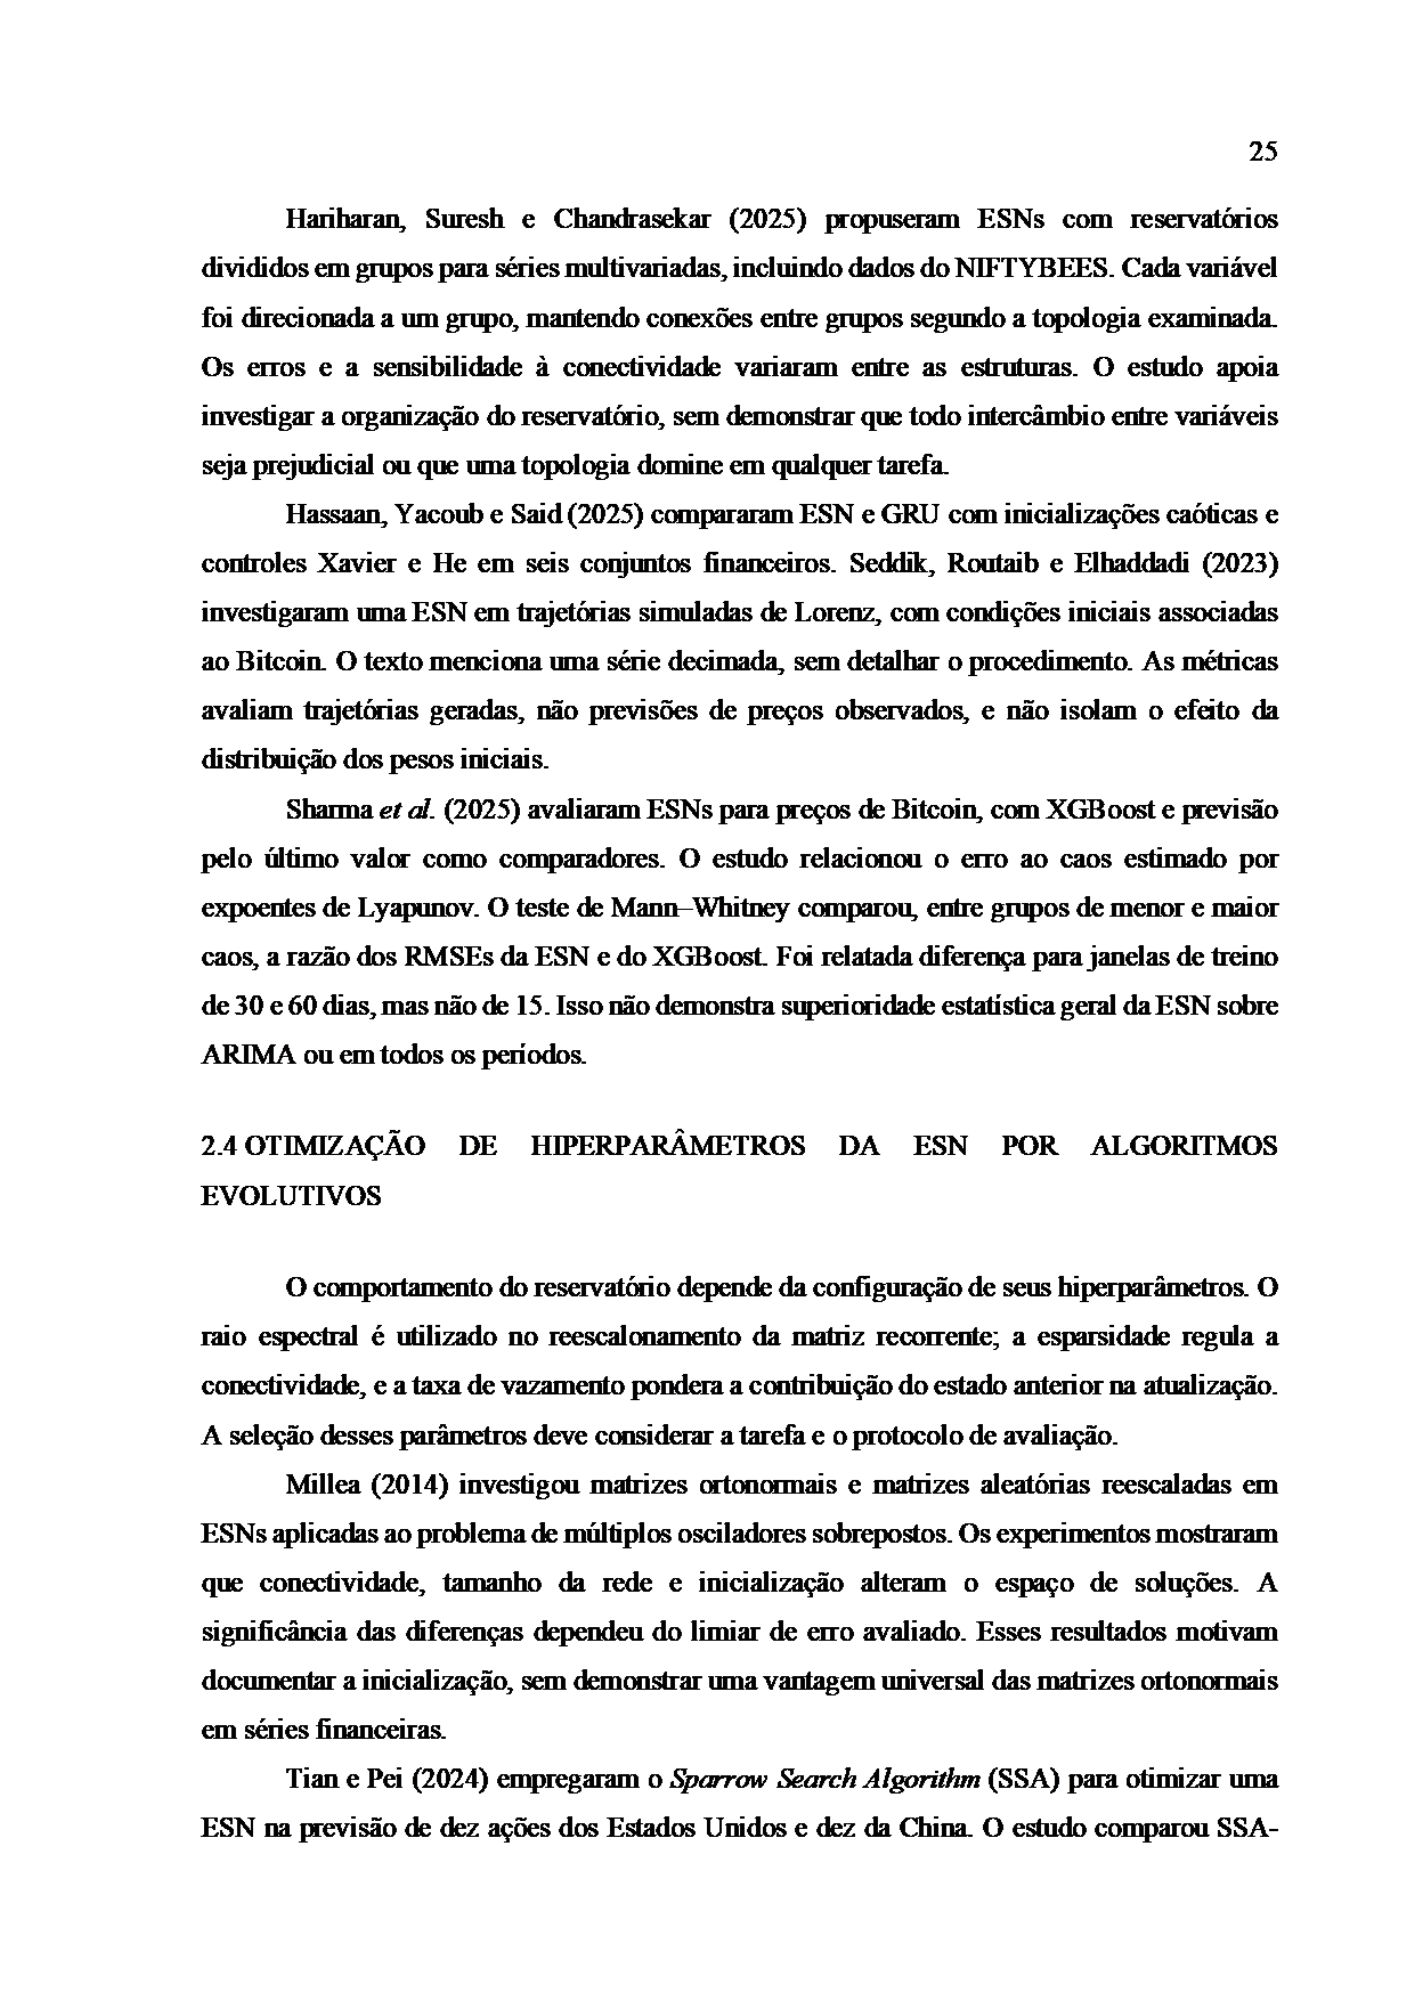 25
Hariharan, Suresh e Chandrasekar (2025) propuseram ESNs com reservatórios
divididos em grupos para séries multivariadas, incluindo dados do NIFTYBEES. Cada variável
foi direcionada a um grupo, mantendo conexões entre grupos segundo a topologia examinada.
Os erros e a sensibilidade à conectividade variaram entre as estruturas. O estudo apoia
investigar a organização do reservatório, sem demonstrar que todo intercâmbio entre variáveis
seja prejudicial ou que uma topologia domine em qualquer tarefa.
Hassaan, Yacoub e Said (2025) compararam ESN e GRU com inicializações caóticas e
controles Xavier e He em seis conjuntos financeiros. Seddik, Routaib e Elhaddadi (2023)
investigaram uma ESN em trajetórias simuladas de Lorenz, com condições iniciais associadas
ao Bitcoin. O texto menciona uma série decimada, sem detalhar o procedimento. As métricas
avaliam trajetórias geradas, não previsões de preços observados, e não isolam o efeito da
distribuição dos pesos iniciais.
Sharma et al. (2025) avaliaram ESNs para preços de Bitcoin, com XGBoost e previsão
pelo último valor como comparadores. O estudo relacionou o erro ao caos estimado por
expoentes de Lyapunov. O teste de Mann–Whitney comparou, entre grupos de menor e maior
caos, a razão dos RMSEs da ESN e do XGBoost. Foi relatada diferença para janelas de treino
de 30 e 60 dias, mas não de 15. Isso não demonstra superioridade estatística geral da ESN sobre
ARIMA ou em todos os períodos.
2.4 OTIMIZAÇÃO DE HIPERPARÂMETROS DA ESN POR ALGORITMOS
EVOLUTIVOS
O comportamento do reservatório depende da configuração de seus hiperparâmetros. O
raio espectral é utilizado no reescalonamento da matriz recorrente; a esparsidade regula a
conectividade, e a taxa de vazamento pondera a contribuição do estado anterior na atualização.
A seleção desses parâmetros deve considerar a tarefa e o protocolo de avaliação.
Millea (2014) investigou matrizes ortonormais e matrizes aleatórias reescaladas em
ESNs aplicadas ao problema de múltiplos osciladores sobrepostos. Os experimentos mostraram
que conectividade, tamanho da rede e inicialização alteram o espaço de soluções. A
significância das diferenças dependeu do limiar de erro avaliado. Esses resultados motivam
documentar a inicialização, sem demonstrar uma vantagem universal das matrizes ortonormais
em séries financeiras.
Tian e Pei (2024) empregaram o Sparrow Search Algorithm (SSA) para otimizar uma
ESN na previsão de dez ações dos Estados Unidos e dez da China. O estudo comparou SSA-